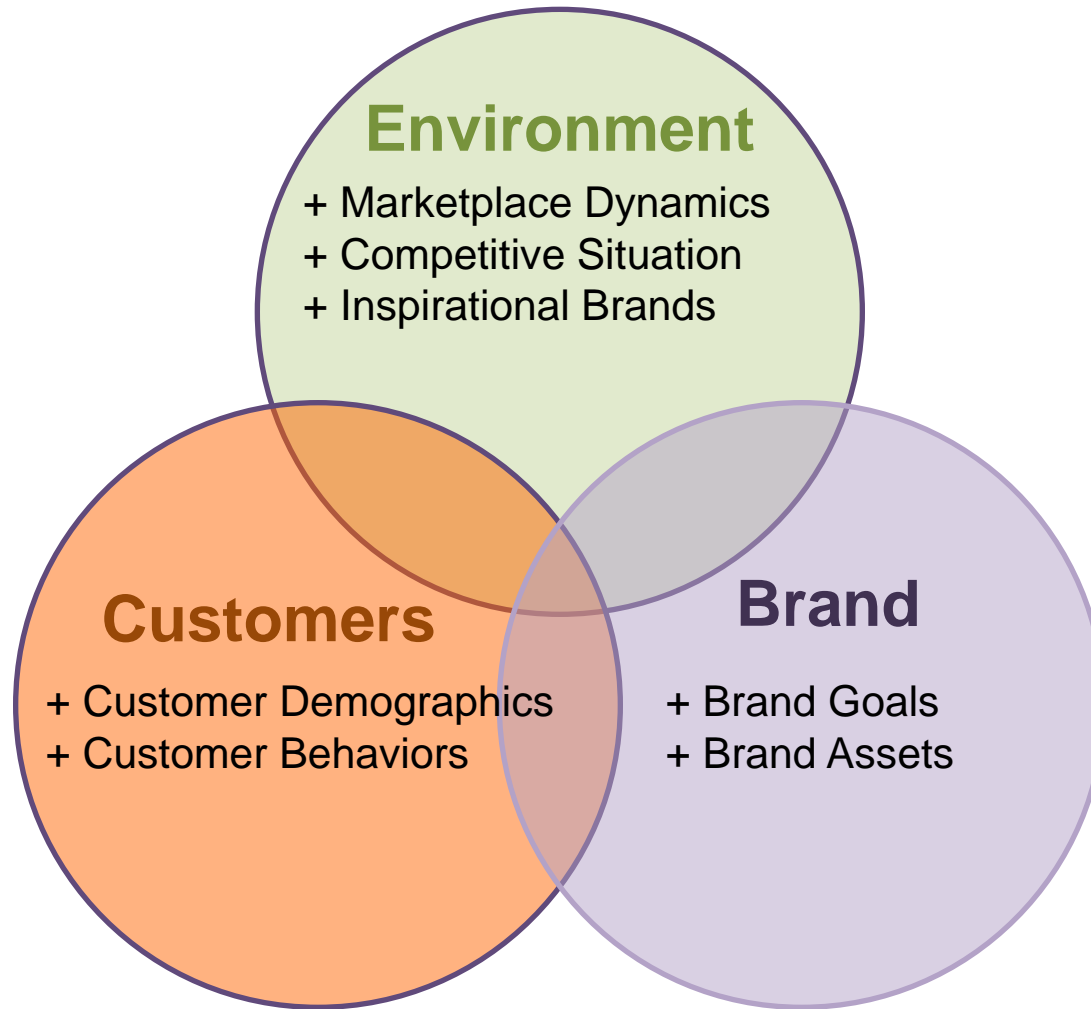 Environment
+ Marketplace Dynamics
+ Competitive Situation
+ Inspirational Brands
Customers
+ Customer Demographics
+ Customer Behaviors
Brand
+ Brand Goals
+ Brand Assets